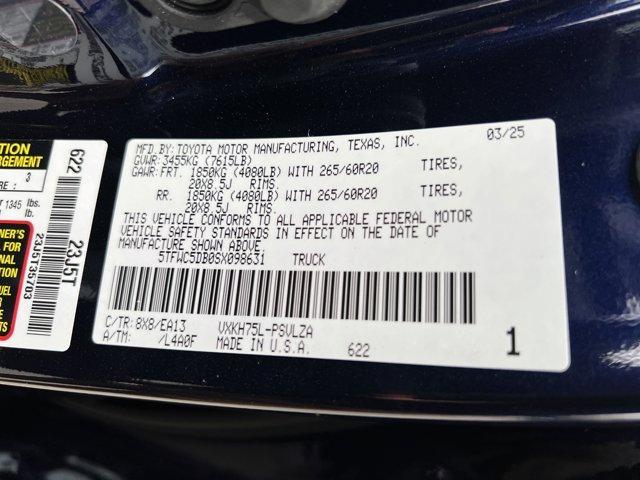 MFD.BY:TOYOTA MOTOR MANUFACTURING, TEXAS, INC. 03/25
GVWR:3455KG (7615LB)
GAWR:FRT. 1850KG (4080LB) WITH 265/60R20 TIRES,
20X8.5J RIMS.
RR. 1850KG (4080LB) WITH 265/60R20 TIRES,
20X8.5J RIMS.
THIS VEHICLE CONFORMS TO ALL APPLICABLE FEDERAL MOTOR
VEHICLE SAFETY STANDARDS IN EFFECT ON THE DATE OF
MANUFACTURE SHOWN ABOVE.
5TFWC5DB0SX098631 TRUCK
C/TR:8X8/EA13 VXKH75L-PSVLZA
A/TM: /L4A0F MADE IN U.S.A. 622 1
3
1345 lbs.
lb.
622
23J5T
23J5T35703